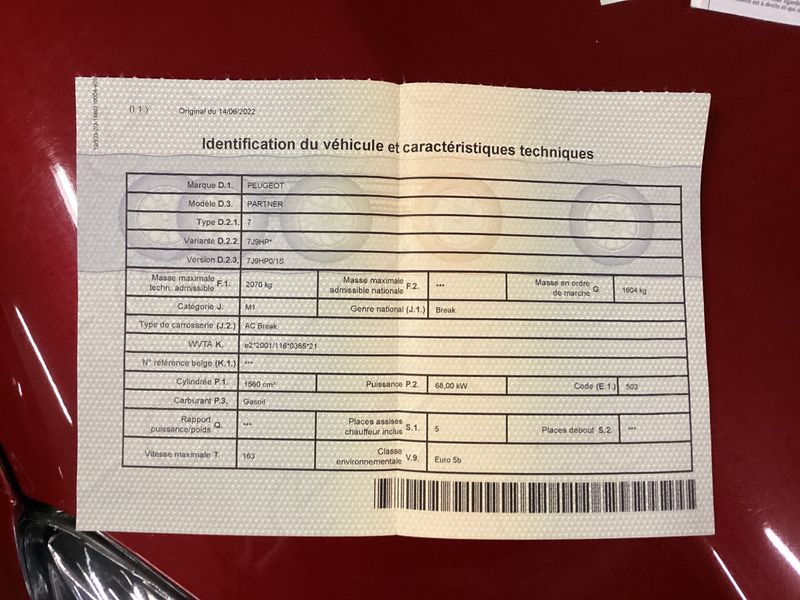 (I.1) Original du 14/06/2022
Identification du véhicule et caractéristiques techniques
Marque D.1. PEUGEOT
Modèle D.3. PARTNER
Type D.2.1. 7
Variante D.2.2. 7J9HP*
Version D.2.3. 7J9HP0/1S
Masse maximale techn. admissible F.1. 2070 kg Masse maximale admissible nationale F.2. *** Masse en ordre de marche G. 1604 kg
Catégorie J. M1 Genre national (J.1.) Break
Type de carrosserie (J.2.) AC Break
WVTA K. e2*2001/116*0365*21
N° référence belge (K.1.) ***
Cylindrée P.1. 1560 cm³ Puissance P.2. 68,00 kW Code (E.1.) 503
Carburant P.3. Gasoil
Rapport puissance/poids Q. *** Places assises chauffeur inclus S.1. 5 Places debout S.2. ***
Vitesse maximale T. 163 Classe environnementale V.9. Euro 5b